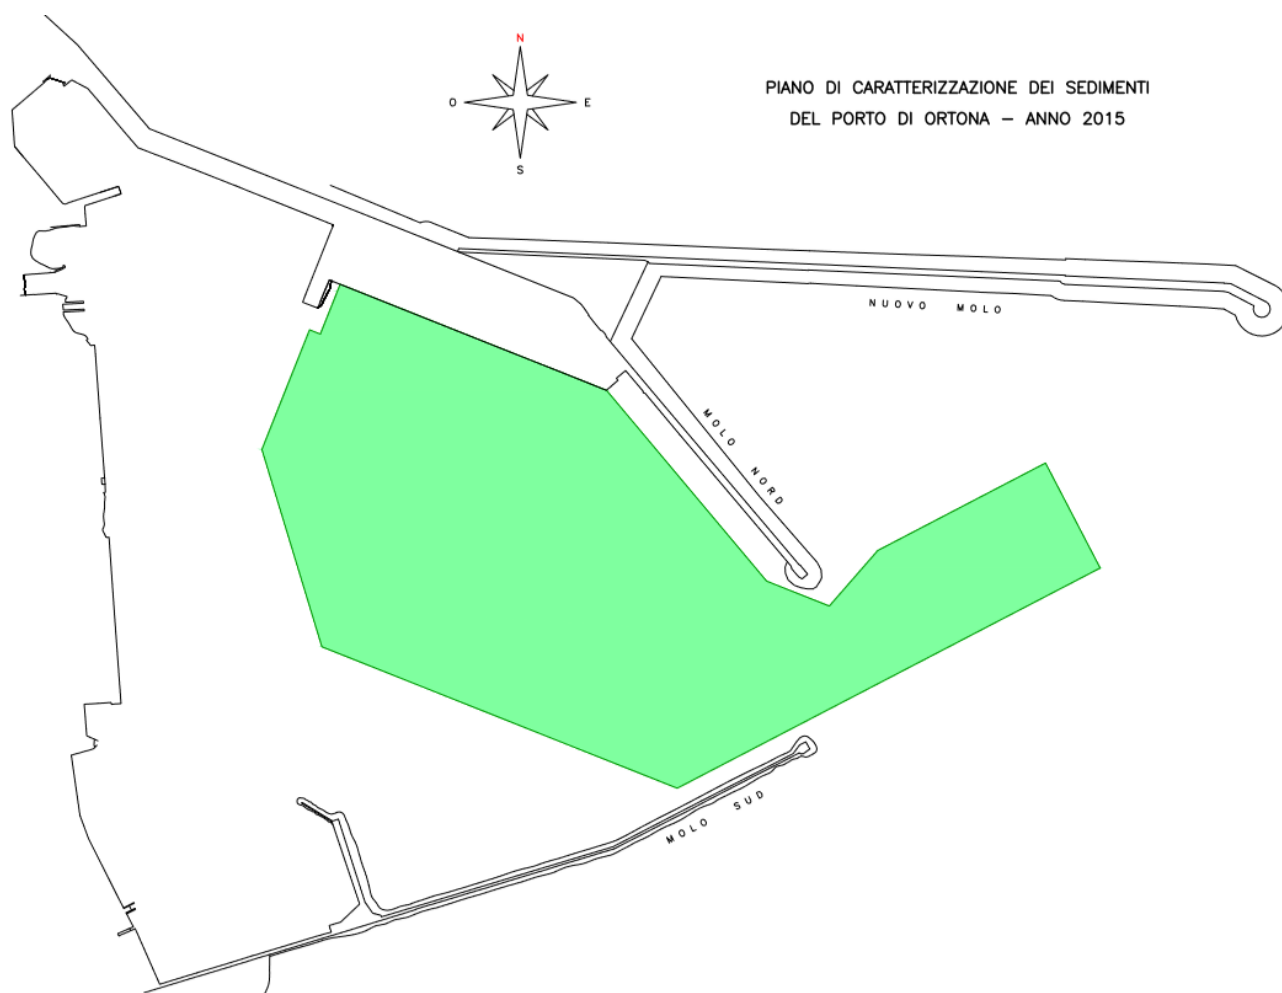 N
PIANO DI CARATTERIZZAZIONE DEI SEDIMENTI
O
E
DEL PORTO DI ORTONA – ANNO 2015
S
NUOVO MOLO
MOLO NORD
MOLO SUD